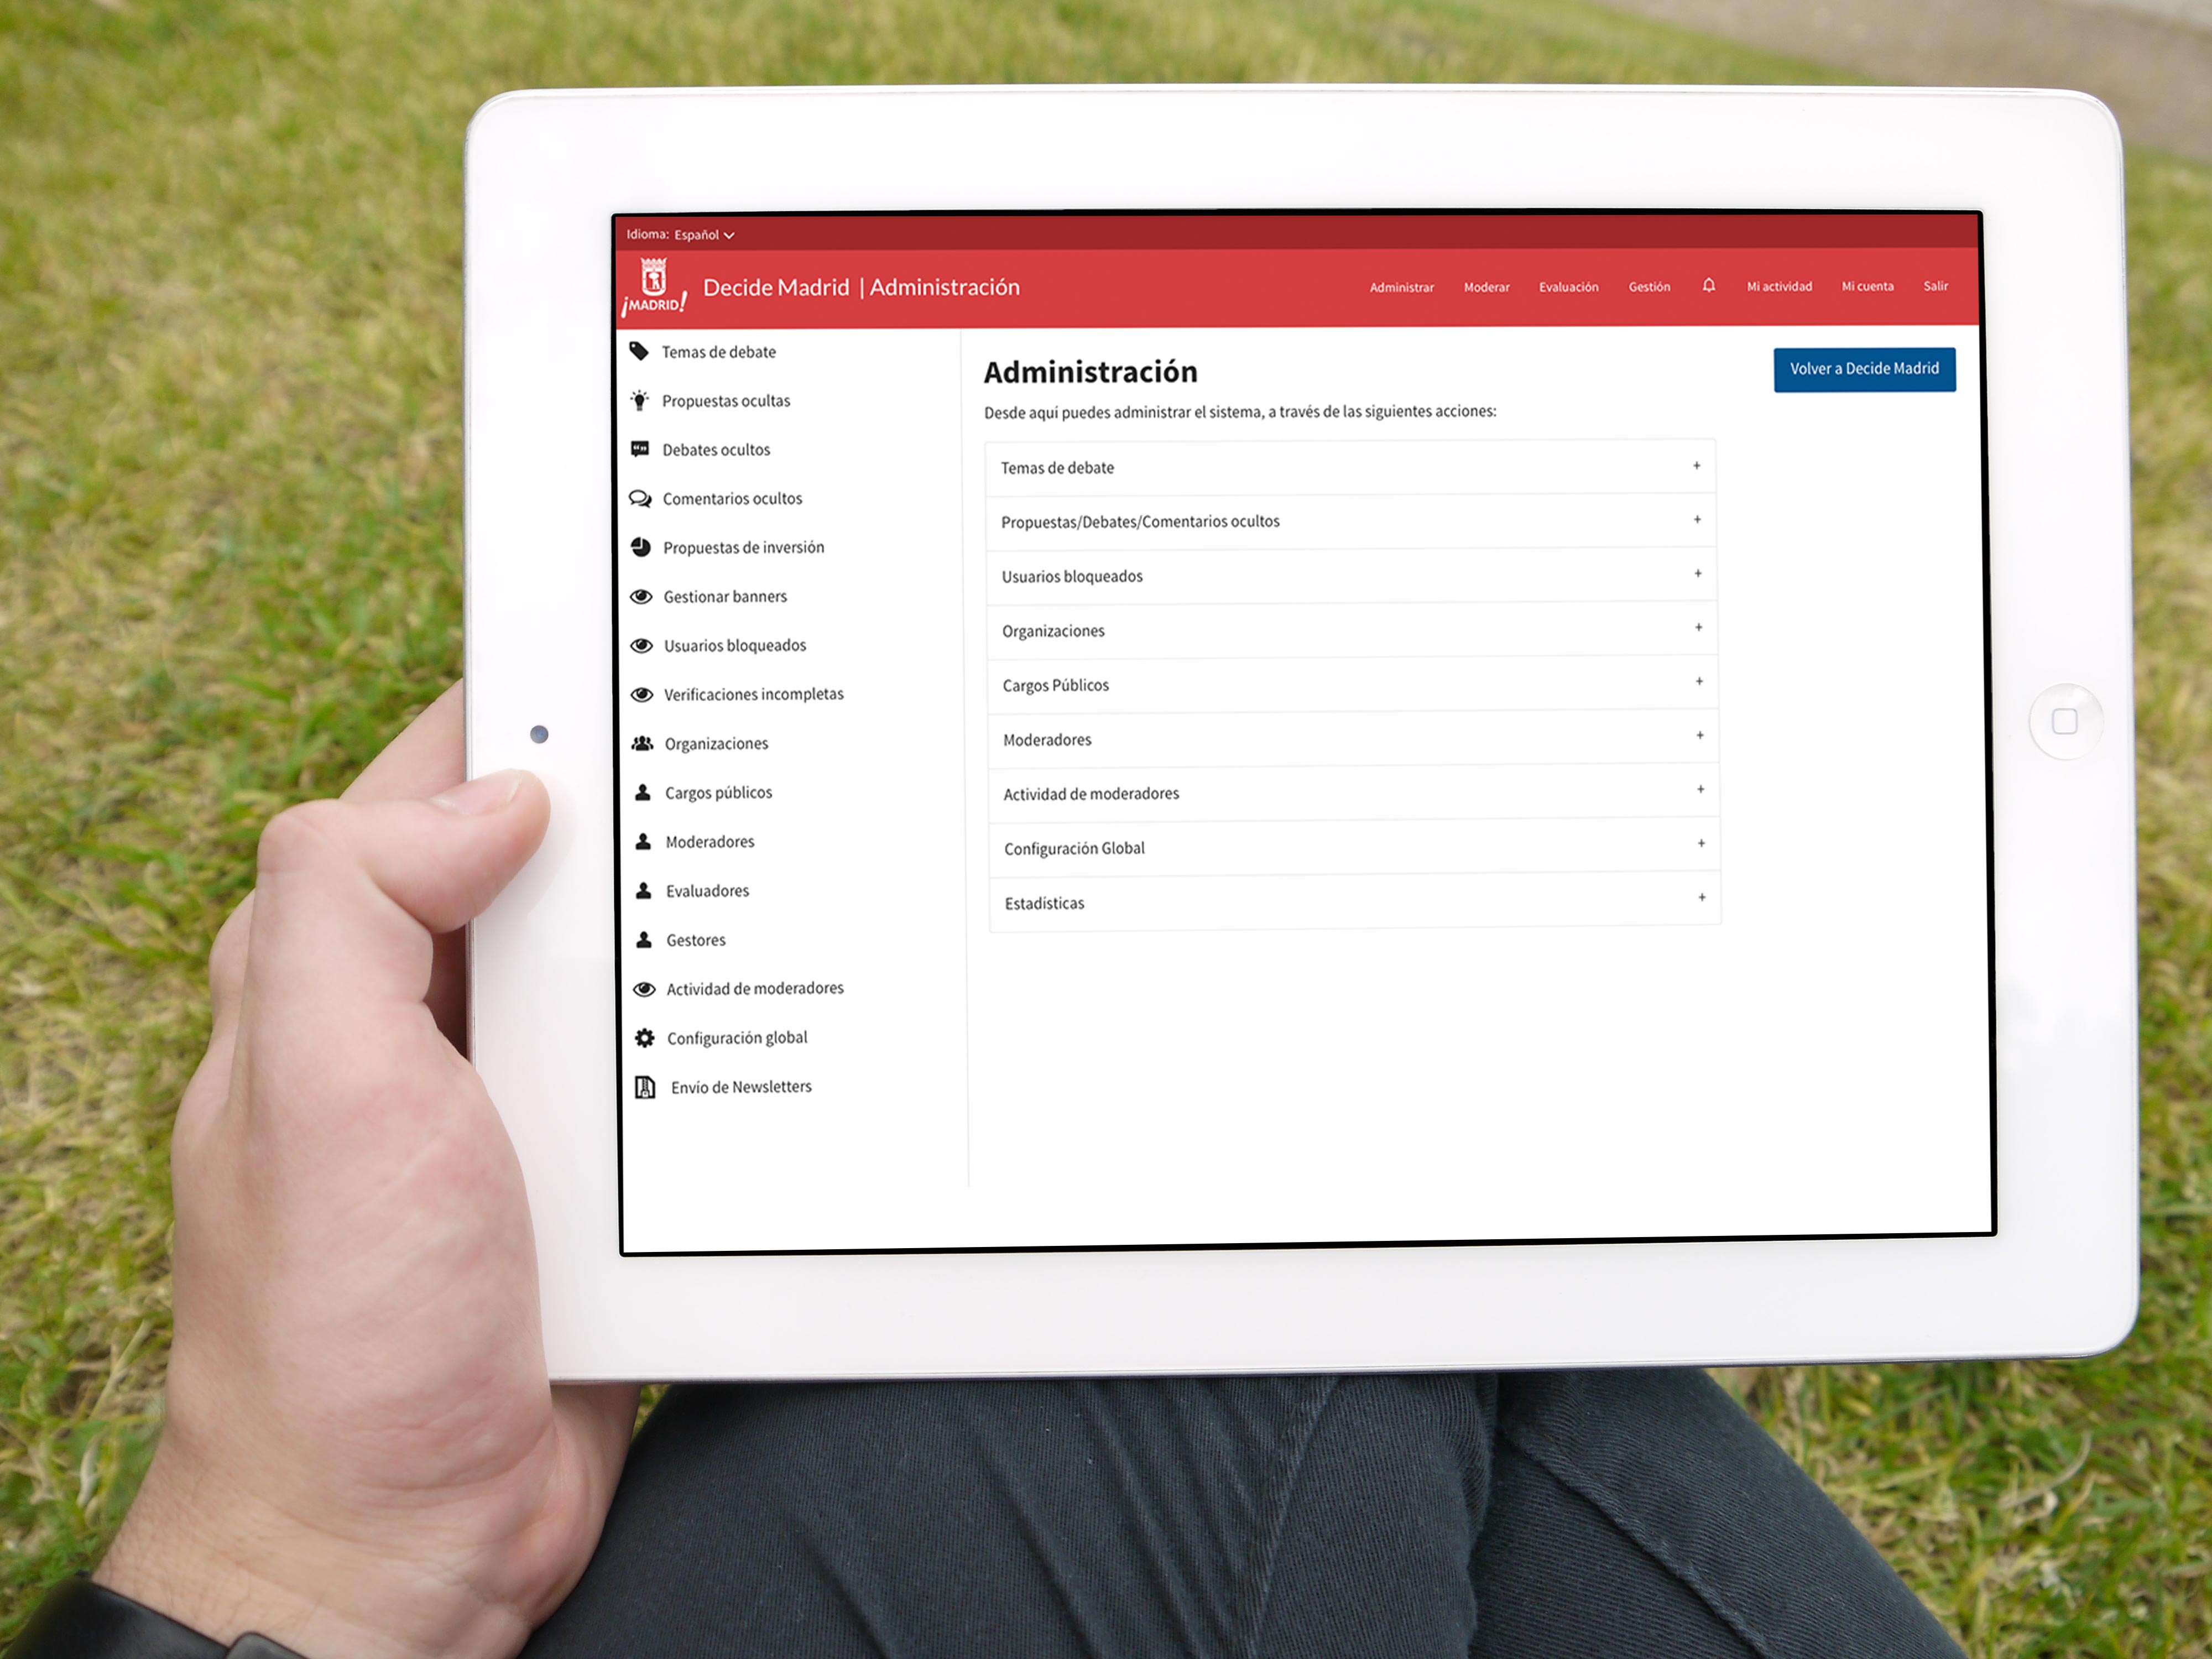 Idioma: Español
¡MADRID!
Decide Madrid | Administración
Administrar Moderar Evaluación Gestión Mi actividad Mi cuenta Salir
Temas de debate
Propuestas ocultas
Debates ocultos
Comentarios ocultos
Propuestas de inversión
Gestionar banners
Usuarios bloqueados
Verificaciones incompletas
Organizaciones
Cargos públicos
Moderadores
Evaluadores
Gestores
Actividad de moderadores
Configuración global
Envio de Newsletters
Administración
Volver a Decide Madrid
Desde aquí puedes administrar el sistema, a través de las siguientes acciones:
Temas de debate +
Propuestas/Debates/Comentarios ocultos +
Usuarios bloqueados +
Organizaciones +
Cargos Públicos +
Moderadores +
Actividad de moderadores +
Configuración Global +
Estadísticas +